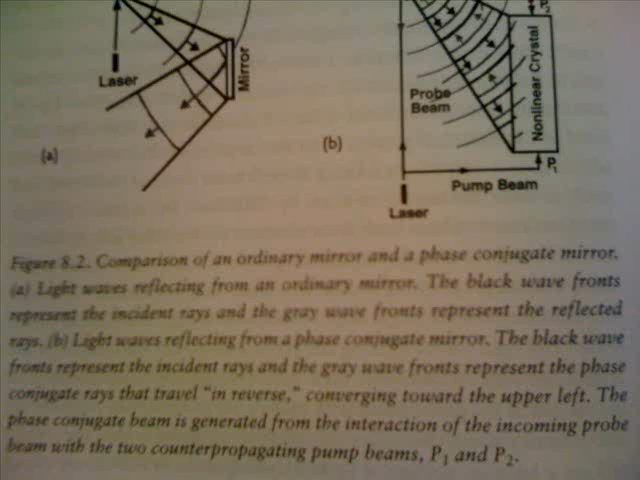 P₂
Laser
Mirror
(a)
Probe
Beam
Nonlinear Crystal
(b)
P₁
Pump Beam
Laser
Figure 8.2. Comparison of an ordinary mirror and a phase conjugate mirror.
(a) Light waves reflecting from an ordinary mirror. The black wave fronts
represent the incident rays and the gray wave fronts represent the reflected
rays. (b) Light waves reflecting from a phase conjugate mirror. The black wave
fronts represent the incident rays and the gray wave fronts represent the phase
conjugate rays that travel “in reverse,” converging toward the upper left. The
phase conjugate beam is generated from the interaction of the incoming probe
beam with the two counterpropagating pump beams, P₁ and P₂.